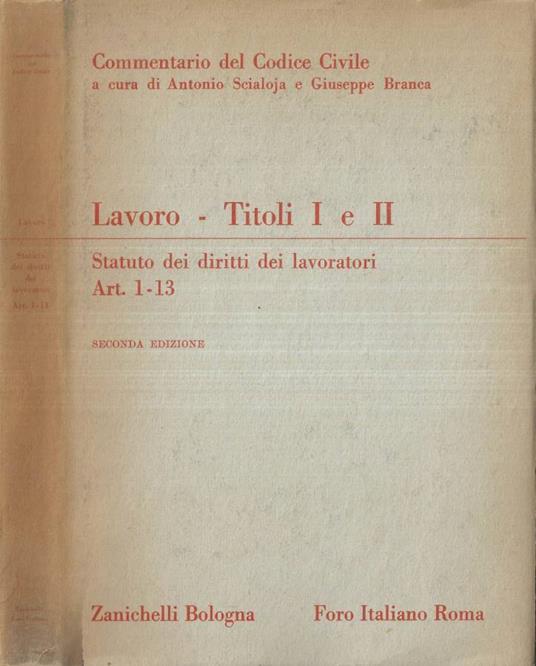 Commentario del Codice Civile
a cura di Antonio Scialoja e Giuseppe Branca
Lavoro - Titoli I e II
Statuto dei diritti dei lavoratori
Art. 1-13
SECONDA EDIZIONE
Zanichelli Bologna Foro Italiano Roma
Lavoro
Statuto
dei diritti
dei
lavoratori
Art. 1-13